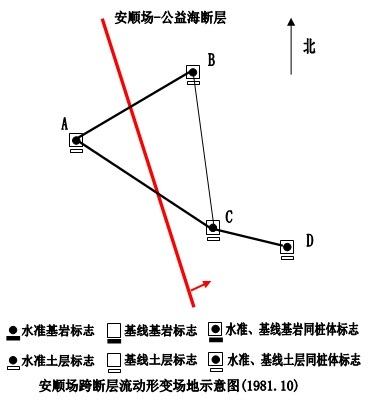 安顺场-公益海断层
北
B
A
C
D
水准基岩标志 基线基岩标志 水准、基线基岩同桩体标志
水准土层标志 基线土层标志 水准、基线土层同桩体标志
安顺场跨断层流动形变场地示意图(1981.10)